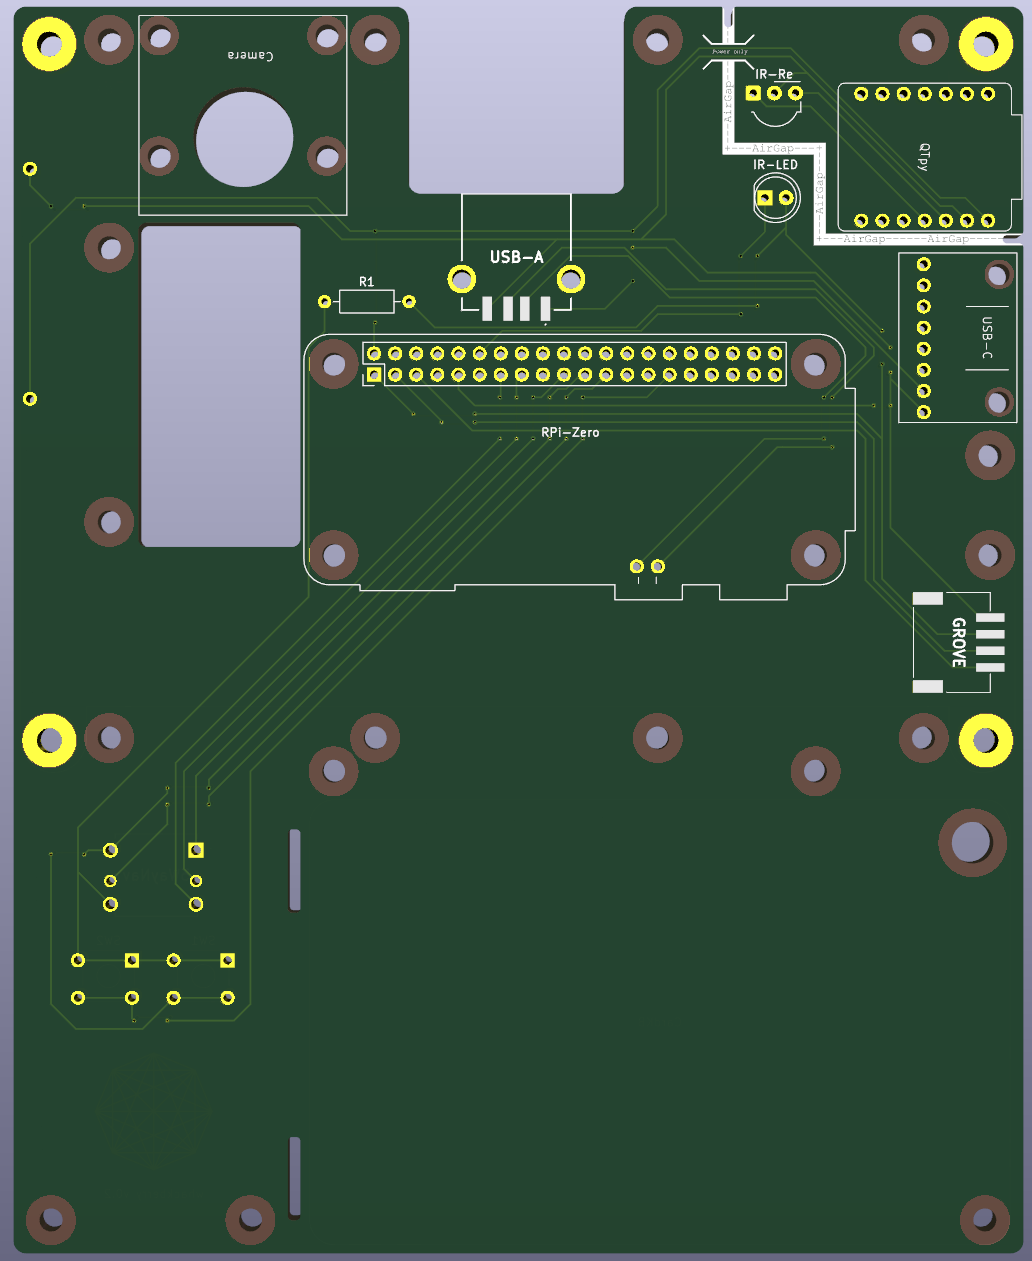 Camera
Power only
IR-Re
AirGap
AirGap
QTpy
IR-LED
AirGap
AirGap
AirGap
USB-A
R1
USB-C
RPi-Zero
GROVE